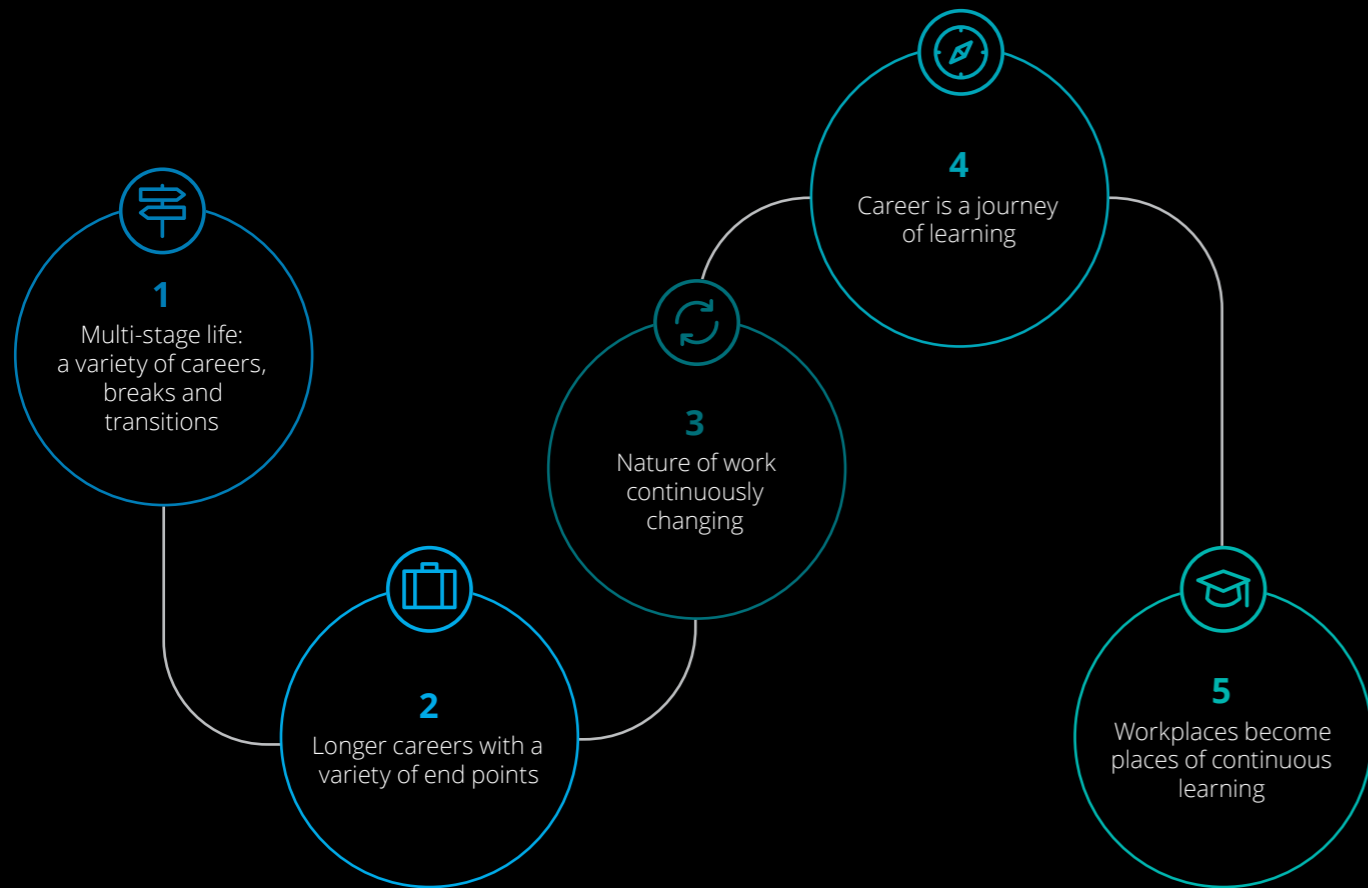 1
Multi-stage life:
a variety of careers,
breaks and
transitions
2
Longer careers with a
variety of end points
3
Nature of work
continuously
changing
4
Career is a journey
of learning
5
Workplaces become
places of continuous
learning